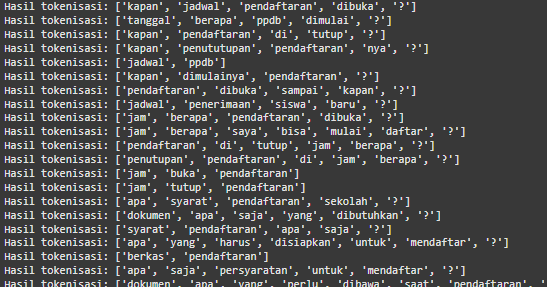 Hasil tokenisasi: ['kapan', 'jadwal', 'pendaftaran', 'dibuka', '?']
Hasil tokenisasi: ['tanggal', 'berapa', 'ppdb', 'dimulai', '?']
Hasil tokenisasi: ['kapan', 'pendaftaran', 'di', 'tutup', '?']
Hasil tokenisasi: ['kapan', 'penututupan', 'pendaftaran', 'nya', '?']
Hasil tokenisasi: ['jadwal', 'ppdb']
Hasil tokenisasi: ['kapan', 'dimulainya', 'pendaftaran', '?']
Hasil tokenisasi: ['pendaftaran', 'dibuka', 'sampai', 'kapan', '?']
Hasil tokenisasi: ['jadwal', 'penerimaan', 'siswa', 'baru', '?']
Hasil tokenisasi: ['jam', 'berapa', 'pendaftaran', 'dibuka', '?']
Hasil tokenisasi: ['jam', 'berapa', 'saya', 'bisa', 'mulai', 'daftar', '?']
Hasil tokenisasi: ['pendaftaran', 'di', 'tutup', 'jam', 'berapa', '?']
Hasil tokenisasi: ['penutupan', 'pendaftaran', 'di', 'jam', 'berapa', '?']
Hasil tokenisasi: ['jam', 'buka', 'pendaftaran']
Hasil tokenisasi: ['jam', 'tutup', 'pendaftaran']
Hasil tokenisasi: ['apa', 'syarat', 'pendaftaran', 'sekolah', '?']
Hasil tokenisasi: ['dokumen', 'apa', 'saja', 'yang', 'dibutuhkan', '?']
Hasil tokenisasi: ['syarat', 'pendaftaran', 'apa', 'saja', '?']
Hasil tokenisasi: ['apa', 'yang', 'harus', 'disiapkan', 'untuk', 'mendaftar', '?']
Hasil tokenisasi: ['berkas', 'pendaftaran']
Hasil tokenisasi: ['apa', 'saja', 'persyaratan', 'untuk', 'mendaftar', '?']
Hasil tokenisasi: ['dokumen', 'apa', 'yang', 'perlu', 'dibawa', 'saat', 'pendaftaran', '?